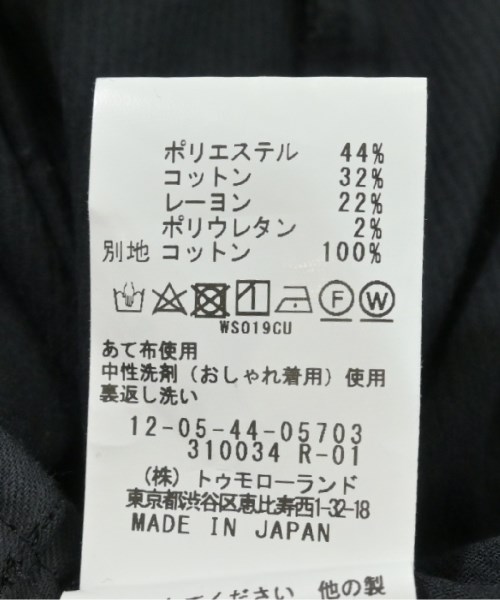 ポリエステル 44%
コットン 32%
レーヨン 22%
ポリウレタン 2%
別地 コットン 100%
F W
WS019CU
あて布使用
中性洗剤（おしゃれ着用）使用
裏返し洗い
12-05-44-05703
310034 R-01
（株）トゥモローランド
東京都渋谷区恵比寿西1-32-18
MADE IN JAPAN
ください 他の製